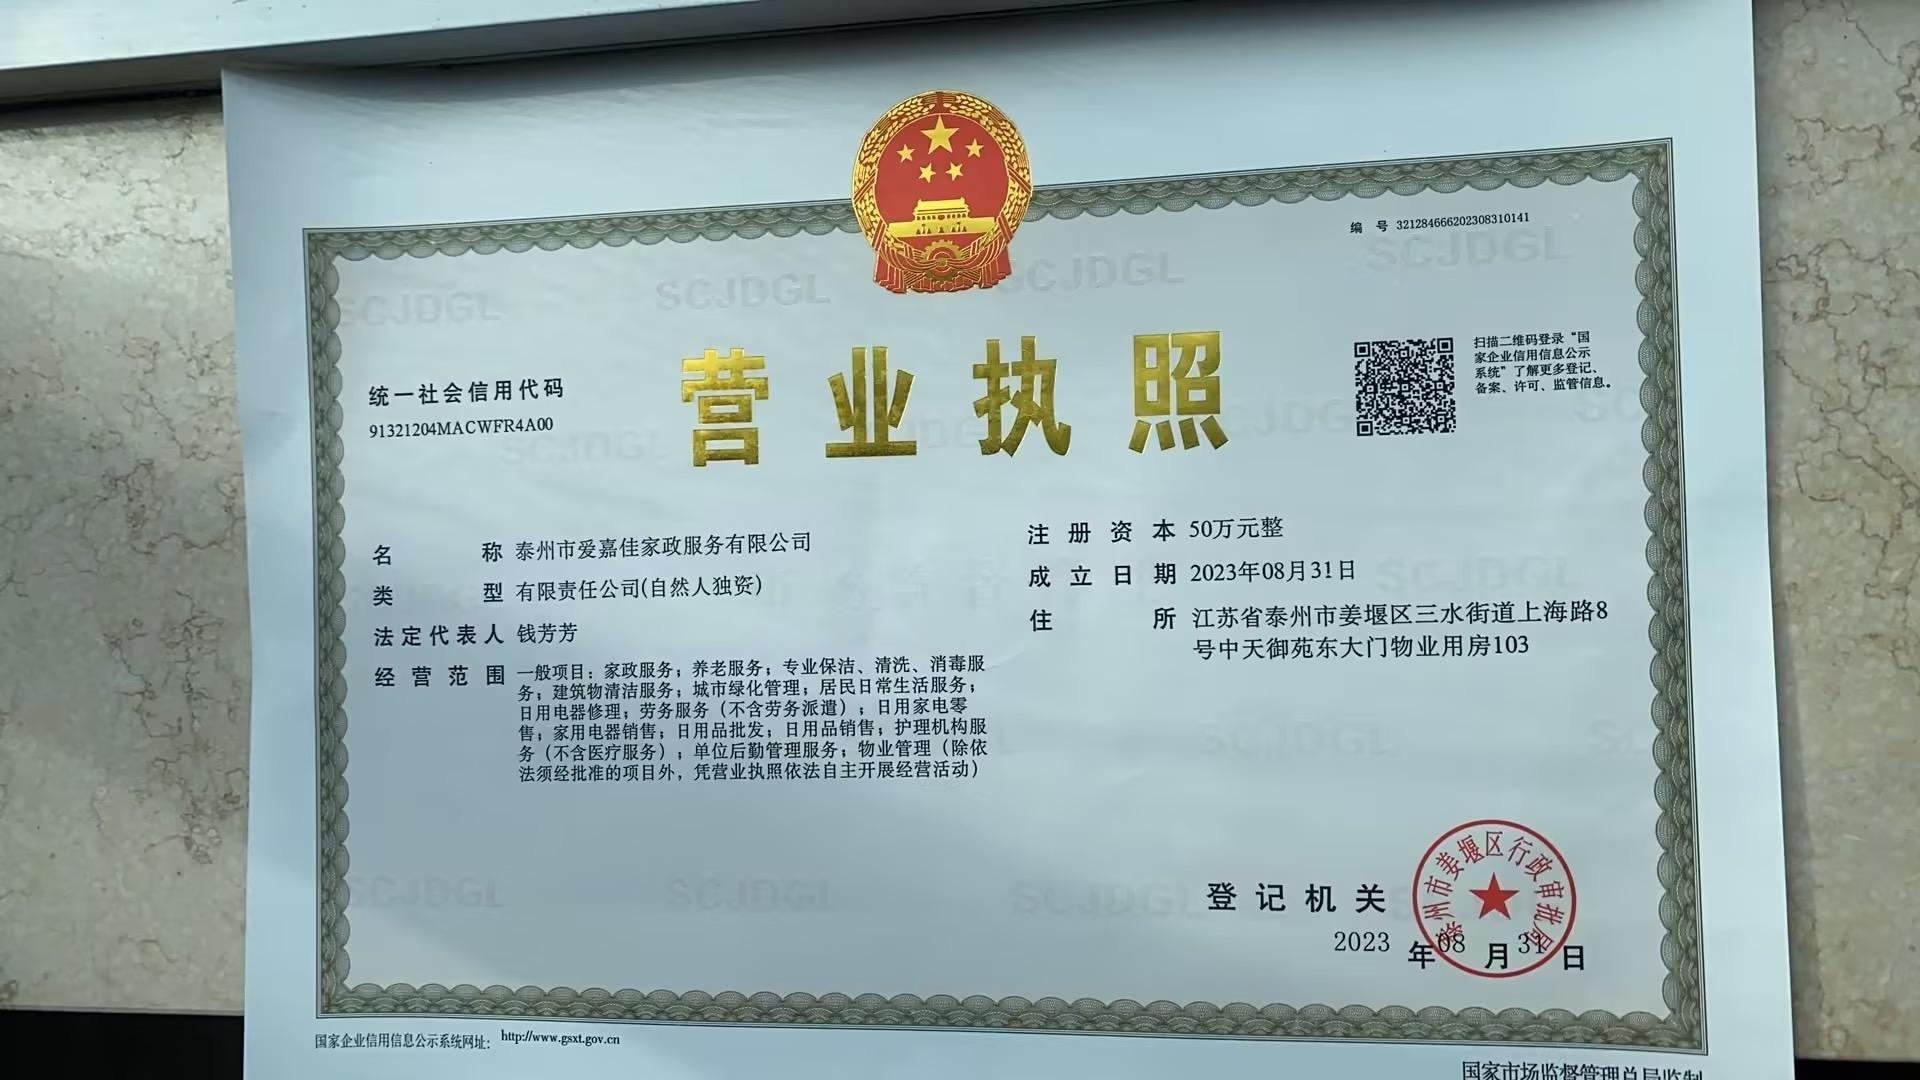 编 号 321284666202308310141
营业执照
统一社会信用代码
91321204MACWFR4A00
扫描二维码登录“国
家企业信用信息公示
系统”了解更多登记、
备案、许可、监管信息。
名 称 泰州市爱嘉佳家政服务有限公司
类 型 有限责任公司(自然人独资)
法定代表人 钱芳芳
经营范围 一般项目：家政服务；养老服务；专业保洁、清洗、消毒服
务；建筑物清洁服务；城市绿化管理；居民日常生活服务；
日用电器修理；劳务服务（不含劳务派遣）；日用家电零
售；家用电器销售；日用品批发；日用品销售；护理机构服
务（不含医疗服务）；单位后勤管理服务；物业管理（除依
法须经批准的项目外，凭营业执照依法自主开展经营活动）
注册资本 50万元整
成立日期 2023年08月31日
住 所 江苏省泰州市姜堰区三水街道上海路8
号中天御苑东大门物业用房103
登记机关
泰州市姜堰区行政审批局
2023 年 08 月 31 日
国家企业信用信息公示系统网址：http://www.gsxt.gov.cn
国家市场监督管理总局监制
SCJDGL